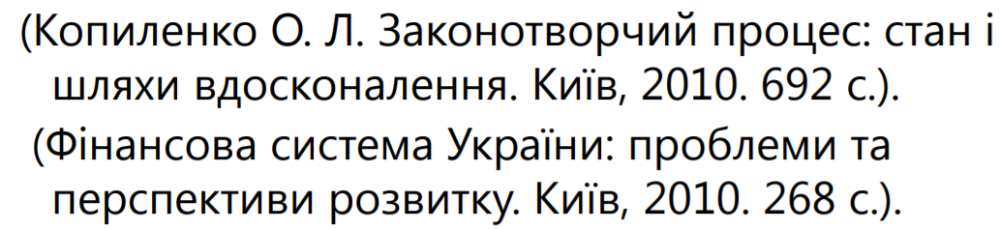 (Копиленко О. Л. Законотворчий процес: стан і
шляхи вдосконалення. Київ, 2010. 692 с.).
(Фінансова система України: проблеми та
перспективи розвитку. Київ, 2010. 268 с.).